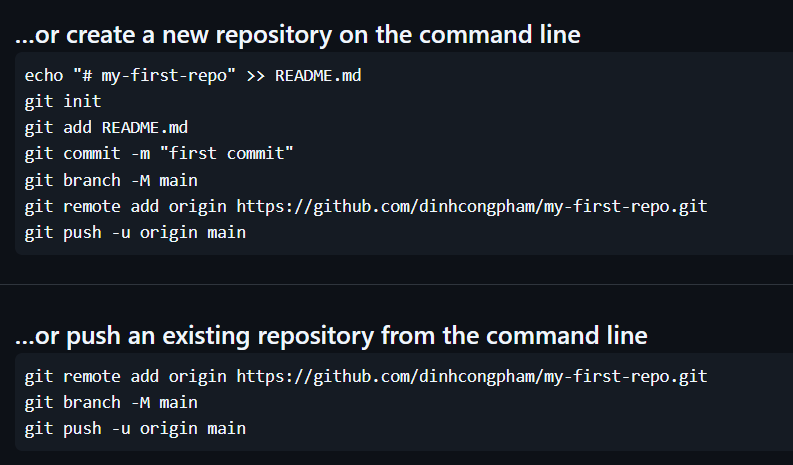 ...or create a new repository on the command line
echo "# my-first-repo" >> README.md
git init
git add README.md
git commit -m "first commit"
git branch -M main
git remote add origin https://github.com/dinhcongpham/my-first-repo.git
git push -u origin main
...or push an existing repository from the command line
git remote add origin https://github.com/dinhcongpham/my-first-repo.git
git branch -M main
git push -u origin main